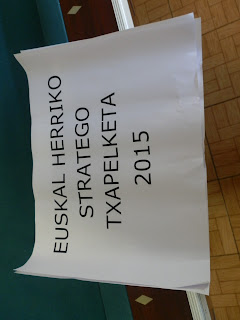 EUSKAL HERRIKO
STRATEGO
TXAPELKETA
2015